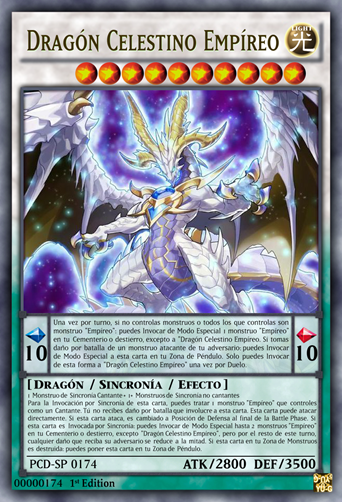 DRAGÓN CELESTINO EMPÍREO
LIGHT
光
Una vez por turno, si no controlas monstruos o todos los que controlas son
monstruo "Empíreo": puedes Invocar de Modo Especial 1 monstruo "Empíreo"
en tu Cementerio o destierro, excepto a "Dragón Celestino Empíreo. Si tomas
daño por batalla de un monstruo atacante de tu adversario: puedes Invocar
de Modo Especial a esta carta en tu Zona de Péndulo. Solo puedes Invocar
de esta forma a "Dragón Celestino Empíreo" una vez por Duelo.
10
10
[ DRAGÓN / SINCRONÍA / EFECTO ]
1 Monstruo de Sincronía Cantante + 1+ Monstruos de Sincronía no cantantes
Para la Invocación por Sincronía de esta carta, puedes tratar 1 monstruo "Empíreo" que controles
como un Cantante. Tú no recibes daño por batalla que involucre a esta carta. Esta carta puede atacar
directamente. Si esta carta ataca, es cambiado a Posición de Defensa al final de la Battle Phase. Si
esta carta es Invocada por Sincronía: puedes Invocar de Modo Especial hasta 2 monstruos "Empíreo"
en tu Cementerio o destierro, excepto "Dragón Celestino Empíreo", pero por el resto de este turno,
cualquier daño que reciba su adversario se reduce a la mitad. Si esta carta en tu Zona de Monstruos
es destruida: puedes poner esta carta en tu Zona de Péndulo.
PCD-SP 0174
ATK/2800 DEF/3500
00000174 1st Edition